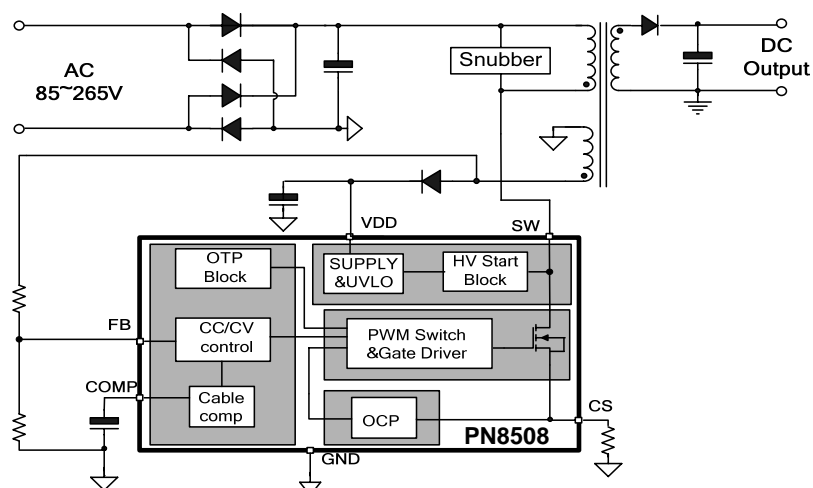 AC
85~265V
Snubber
DC
Output
VDD
SW
OTP
Block
SUPPLY
&UVLO
HV Start
Block
FB
CC/CV
control
PWM Switch
&Gate Driver
COMP
Cable
comp
OCP
CS
PN8508
GND